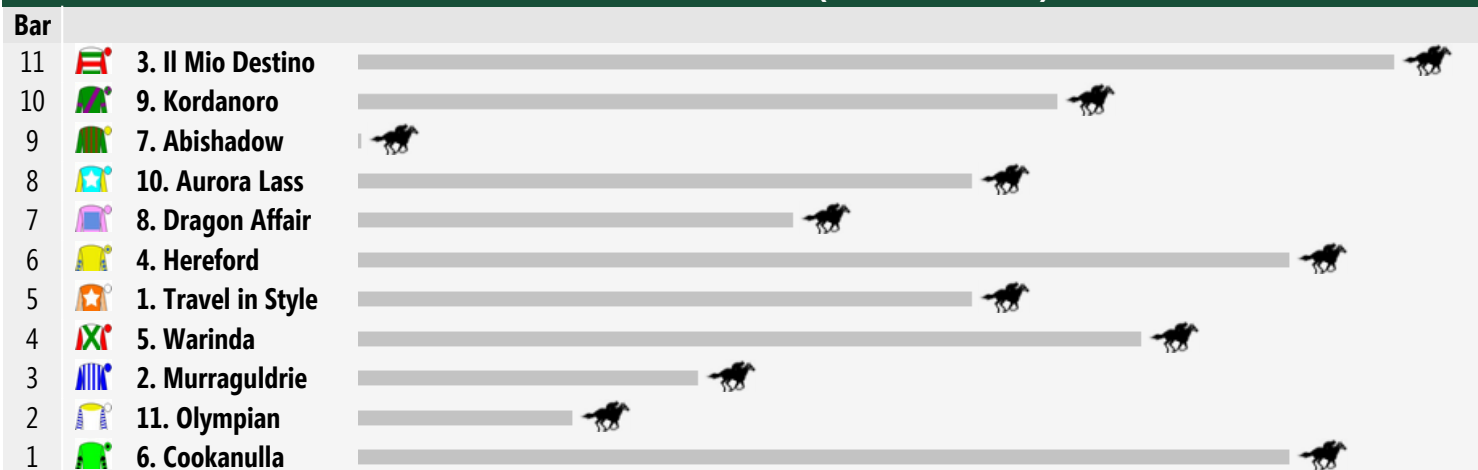 Bar
11 3. Il Mio Destino
10 9. Kordanoro
9 7. Abishadow
8 10. Aurora Lass
7 8. Dragon Affair
6 4. Hereford
5 1. Travel in Style
4 5. Warinda
3 2. Murraguldrie
2 11. Olympian
1 6. Cookanulla